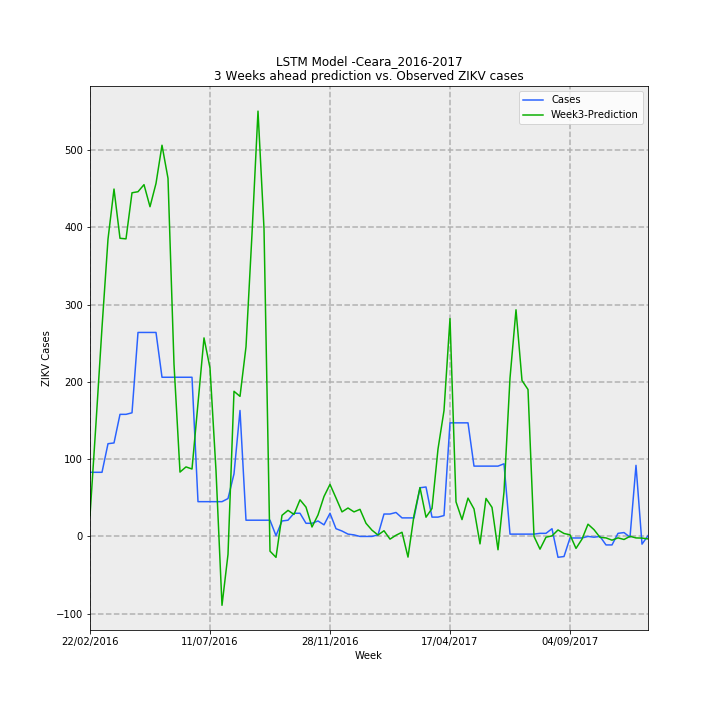 LSTM Model -Ceara_2016-2017
3 Weeks ahead prediction vs. Observed ZIKV cases
Cases
Week3-Prediction
ZIKV Cases
500
400
300
200
100
0
−100
22/02/2016
11/07/2016
28/11/2016
17/04/2017
04/09/2017
Week